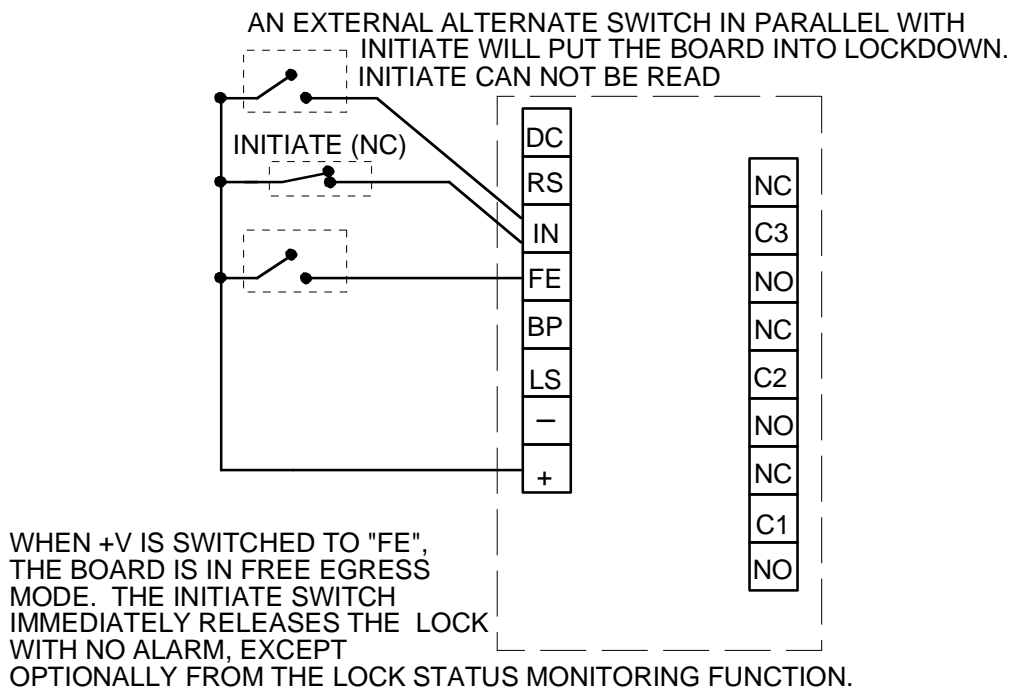 AN EXTERNAL ALTERNATE SWITCH IN PARALLEL WITH
INITIATE WILL PUT THE BOARD INTO LOCKDOWN.
INITIATE CAN NOT BE READ
INITIATE (NC)
DC
RS
IN
FE
BP
LS
–
+
NC
C3
NO
NC
C2
NO
NC
C1
NO
WHEN +V IS SWITCHED TO "FE",
THE BOARD IS IN FREE EGRESS
MODE. THE INITIATE SWITCH
IMMEDIATELY RELEASES THE LOCK
WITH NO ALARM, EXCEPT
OPTIONALLY FROM THE LOCK STATUS MONITORING FUNCTION.